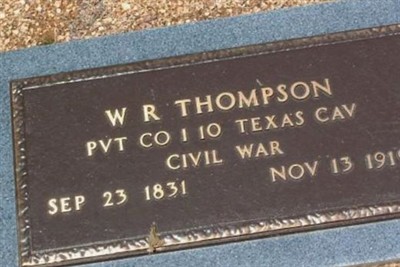 W R THOMPSON
PVT CO I 10 TEXAS CAV
CIVIL WAR
SEP 23 1831 NOV 13 191